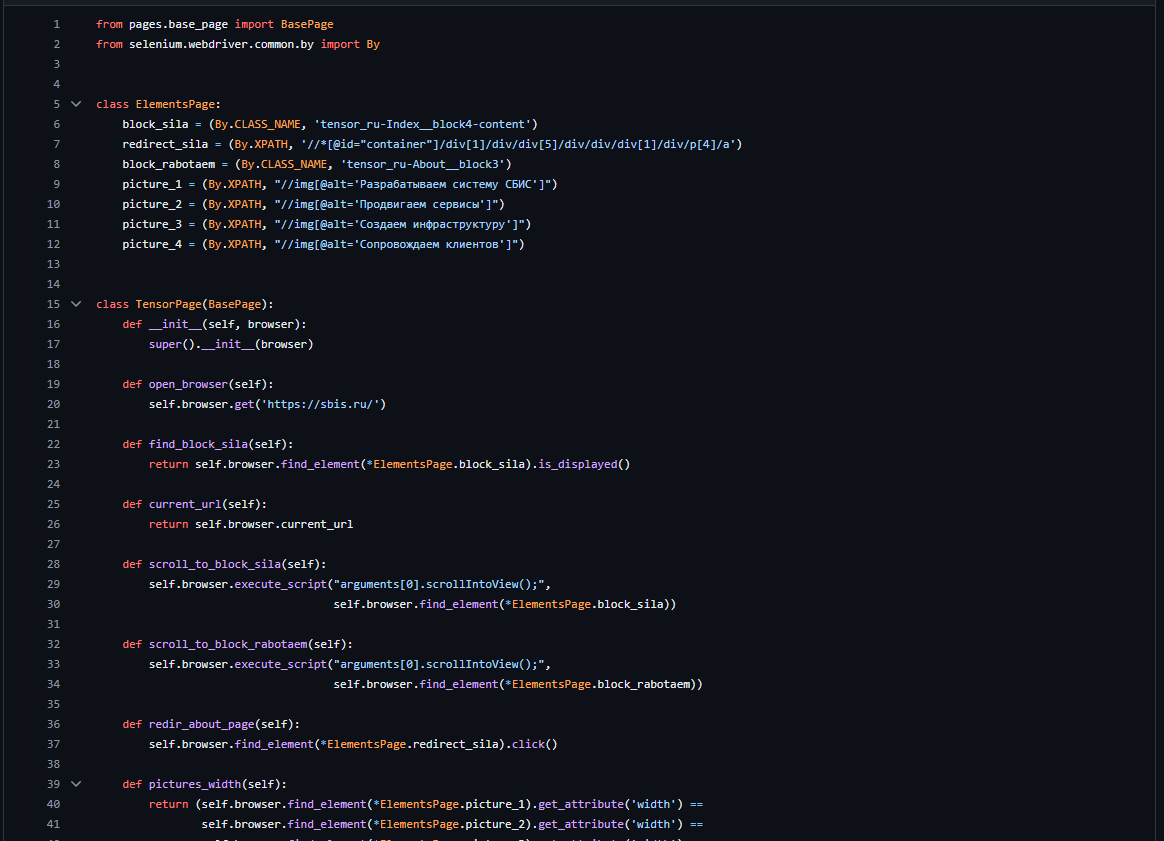 1 from pages.base_page import BasePage
2 from selenium.webdriver.common.by import By
3
4
5 class ElementsPage:
6     block_sila = (By.CLASS_NAME, 'tensor_ru-Index__block4-content')
7     redirect_sila = (By.XPATH, '//*[@id="container"]/div[1]/div/div[5]/div/div/div[1]/div/p[4]/a')
8     block_rabotaem = (By.CLASS_NAME, 'tensor_ru-About__block3')
9     picture_1 = (By.XPATH, "//img[@alt='Разрабатываем систему СБИС']")
10     picture_2 = (By.XPATH, "//img[@alt='Продвигаем сервисы']")
11     picture_3 = (By.XPATH, "//img[@alt='Создаем инфраструктуру']")
12     picture_4 = (By.XPATH, "//img[@alt='Сопровождаем клиентов']")
13
14
15 class TensorPage(BasePage):
16     def __init__(self, browser):
17         super().__init__(browser)
18
19     def open_browser(self):
20         self.browser.get('https://sbis.ru/')
21
22     def find_block_sila(self):
23         return self.browser.find_element(*ElementsPage.block_sila).is_displayed()
24
25     def current_url(self):
26         return self.browser.current_url
27
28     def scroll_to_block_sila(self):
29         self.browser.execute_script("arguments[0].scrollIntoView();",
30                                     self.browser.find_element(*ElementsPage.block_sila))
31
32     def scroll_to_block_rabotaem(self):
33         self.browser.execute_script("arguments[0].scrollIntoView();",
34                                     self.browser.find_element(*ElementsPage.block_rabotaem))
35
36     def redir_about_page(self):
37         self.browser.find_element(*ElementsPage.redirect_sila).click()
38
39     def pictures_width(self):
40         return (self.browser.find_element(*ElementsPage.picture_1).get_attribute('width') ==
41                 self.browser.find_element(*ElementsPage.picture_2).get_attribute('width') ==